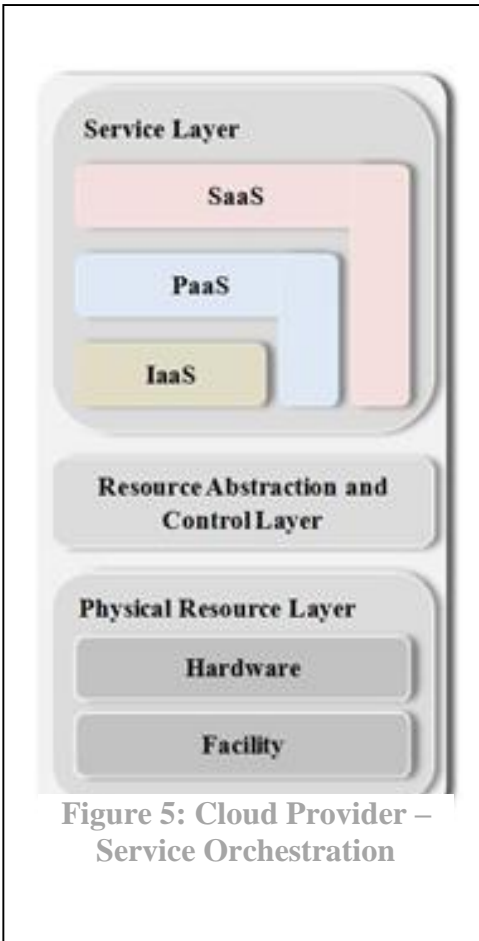 Service Layer
SaaS
PaaS
IaaS
Resource Abstraction and
Control Layer
Physical Resource Layer
Hardware
Facility
Figure 5: Cloud Provider –
Service Orchestration